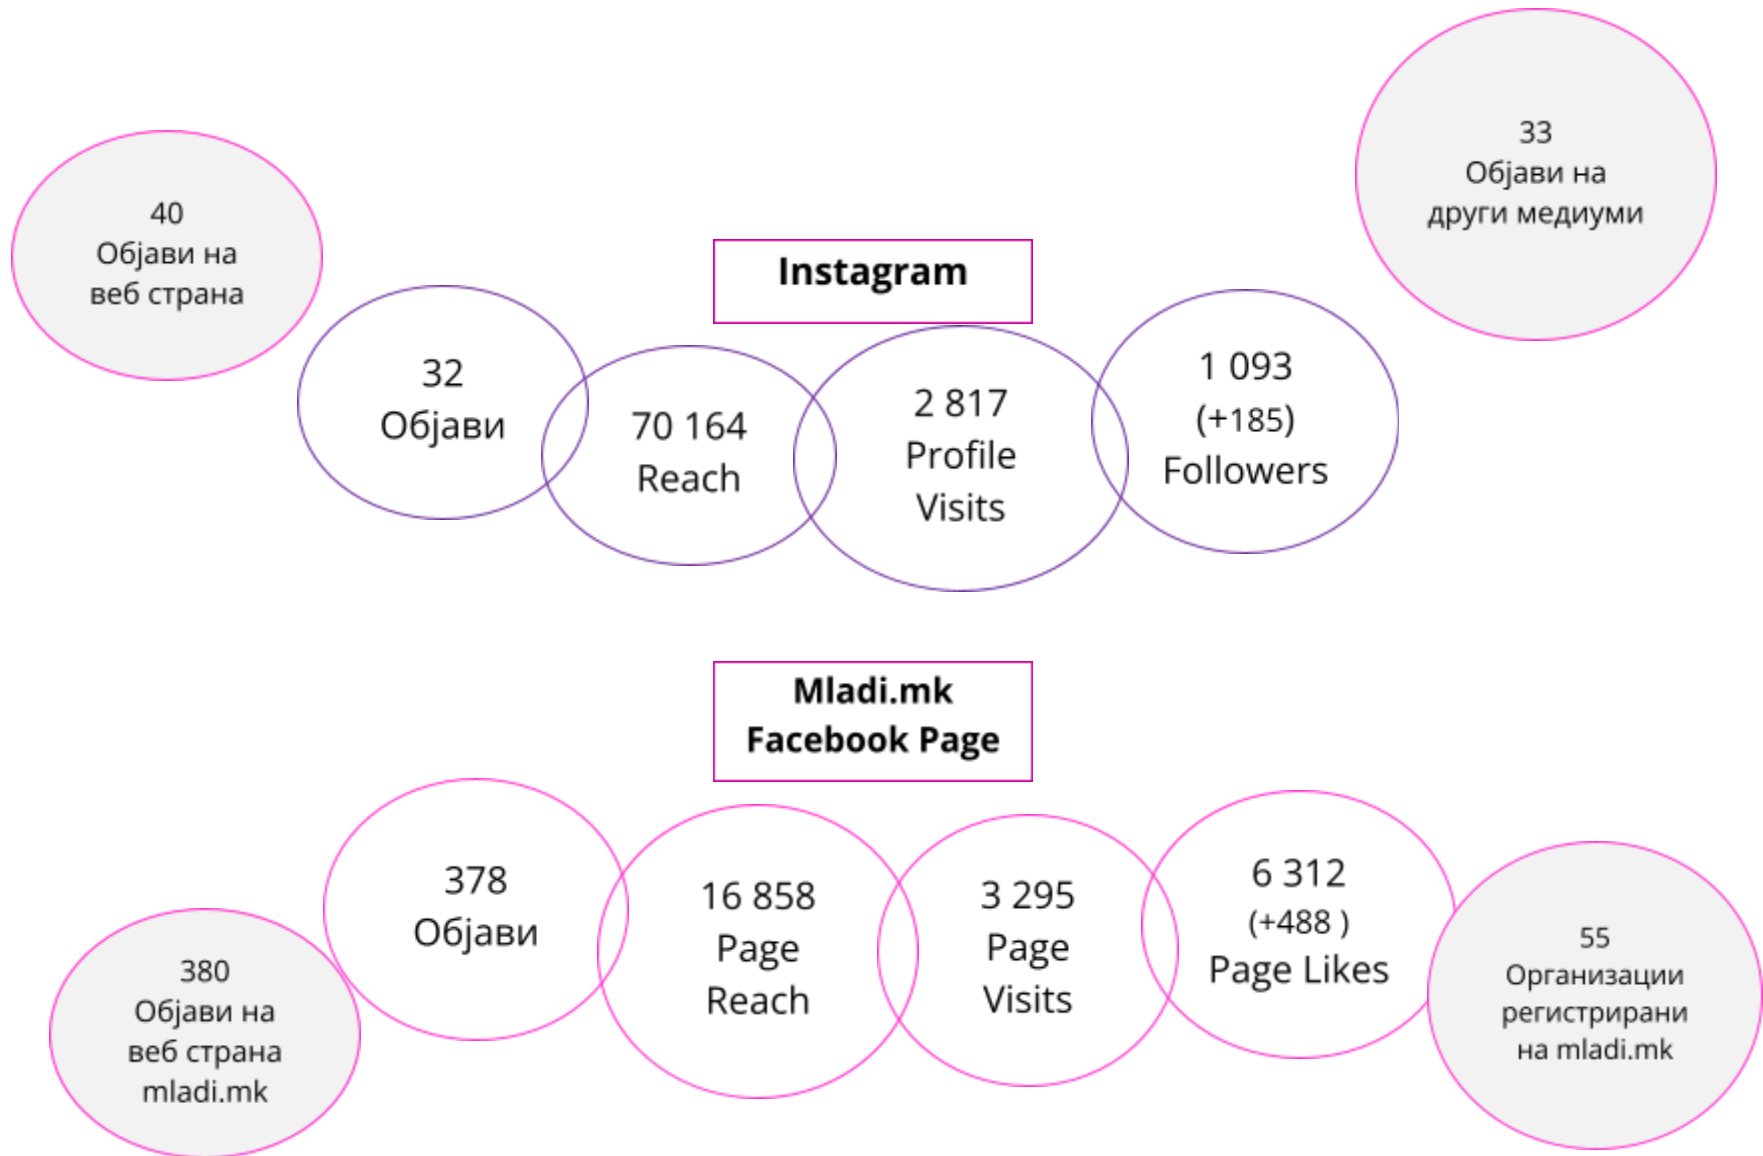 40
Објави на
веб страна
33
Објави на
други медиуми
Instagram
32
Објави
70 164
Reach
2 817
Profile
Visits
1 093
(+185)
Followers
Mladi.mk
Facebook Page
380
Објави на
веб страна
mladi.mk
378
Објави
16 858
Page
Reach
3 295
Page
Visits
6 312
(+488 )
Page Likes
55
Организации
регистрирани
на mladi.mk